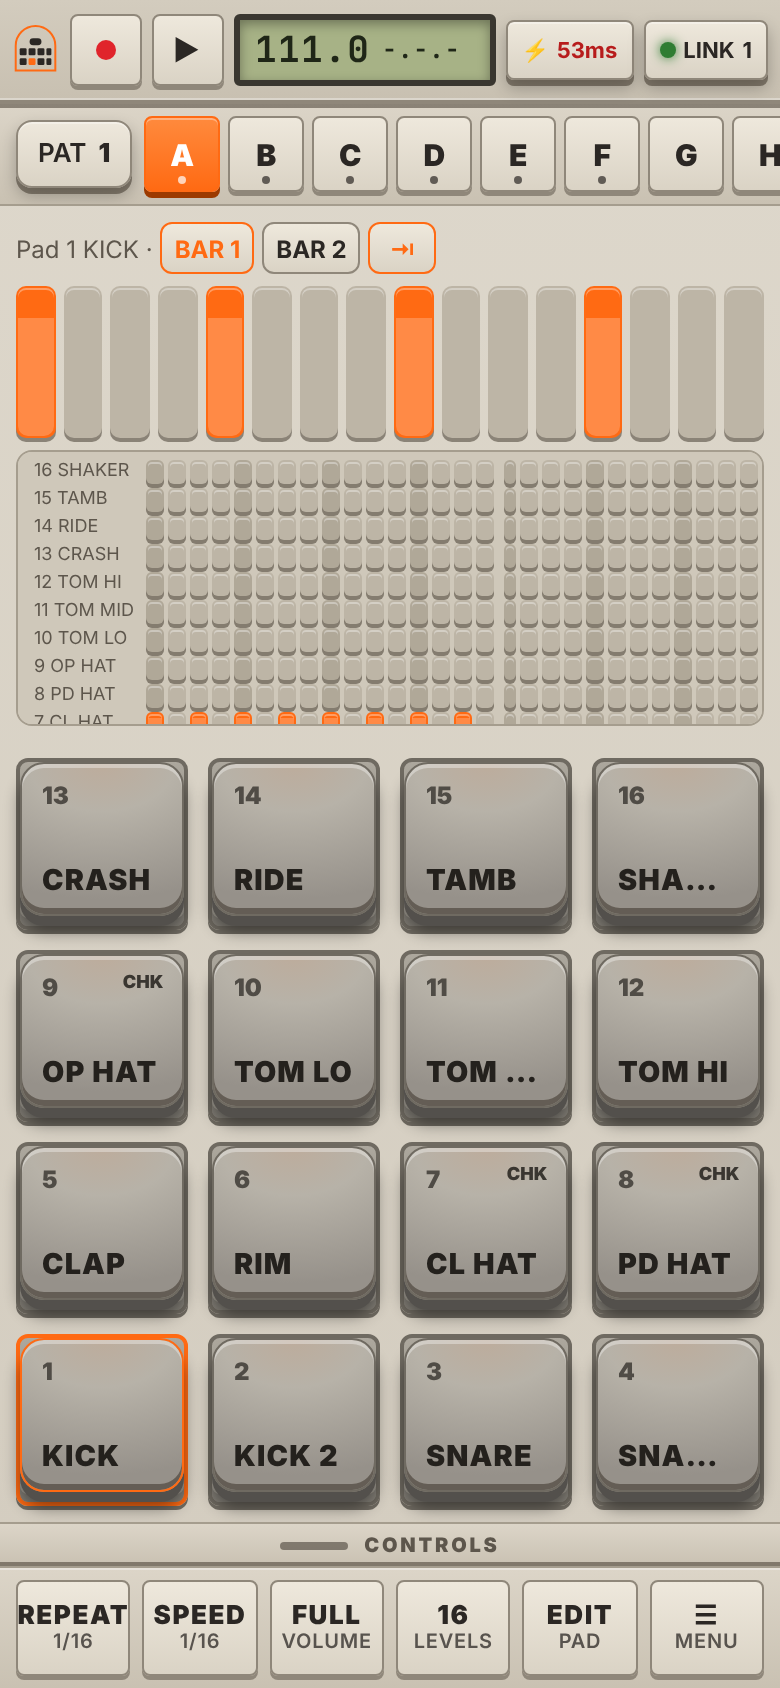 111.0 -.-.-
⚡ 53ms
LINK 1
PAT 1
A
B
C
D
E
F
G
H
Pad 1 KICK ·
BAR 1
BAR 2
⇥
16 SHAKER
15 TAMB
14 RIDE
13 CRASH
12 TOM HI
11 TOM MID
10 TOM LO
9 OP HAT
8 PD HAT
7 CL HAT
13
CRASH
14
RIDE
15
TAMB
16
SHA...
9
CHK
OP HAT
10
TOM LO
11
TOM ...
12
TOM HI
5
CLAP
6
RIM
7
CHK
CL HAT
8
CHK
PD HAT
1
KICK
2
KICK 2
3
SNARE
4
SNA...
CONTROLS
REPEAT
1/16
SPEED
1/16
FULL
VOLUME
16
LEVELS
EDIT
PAD
☰
MENU